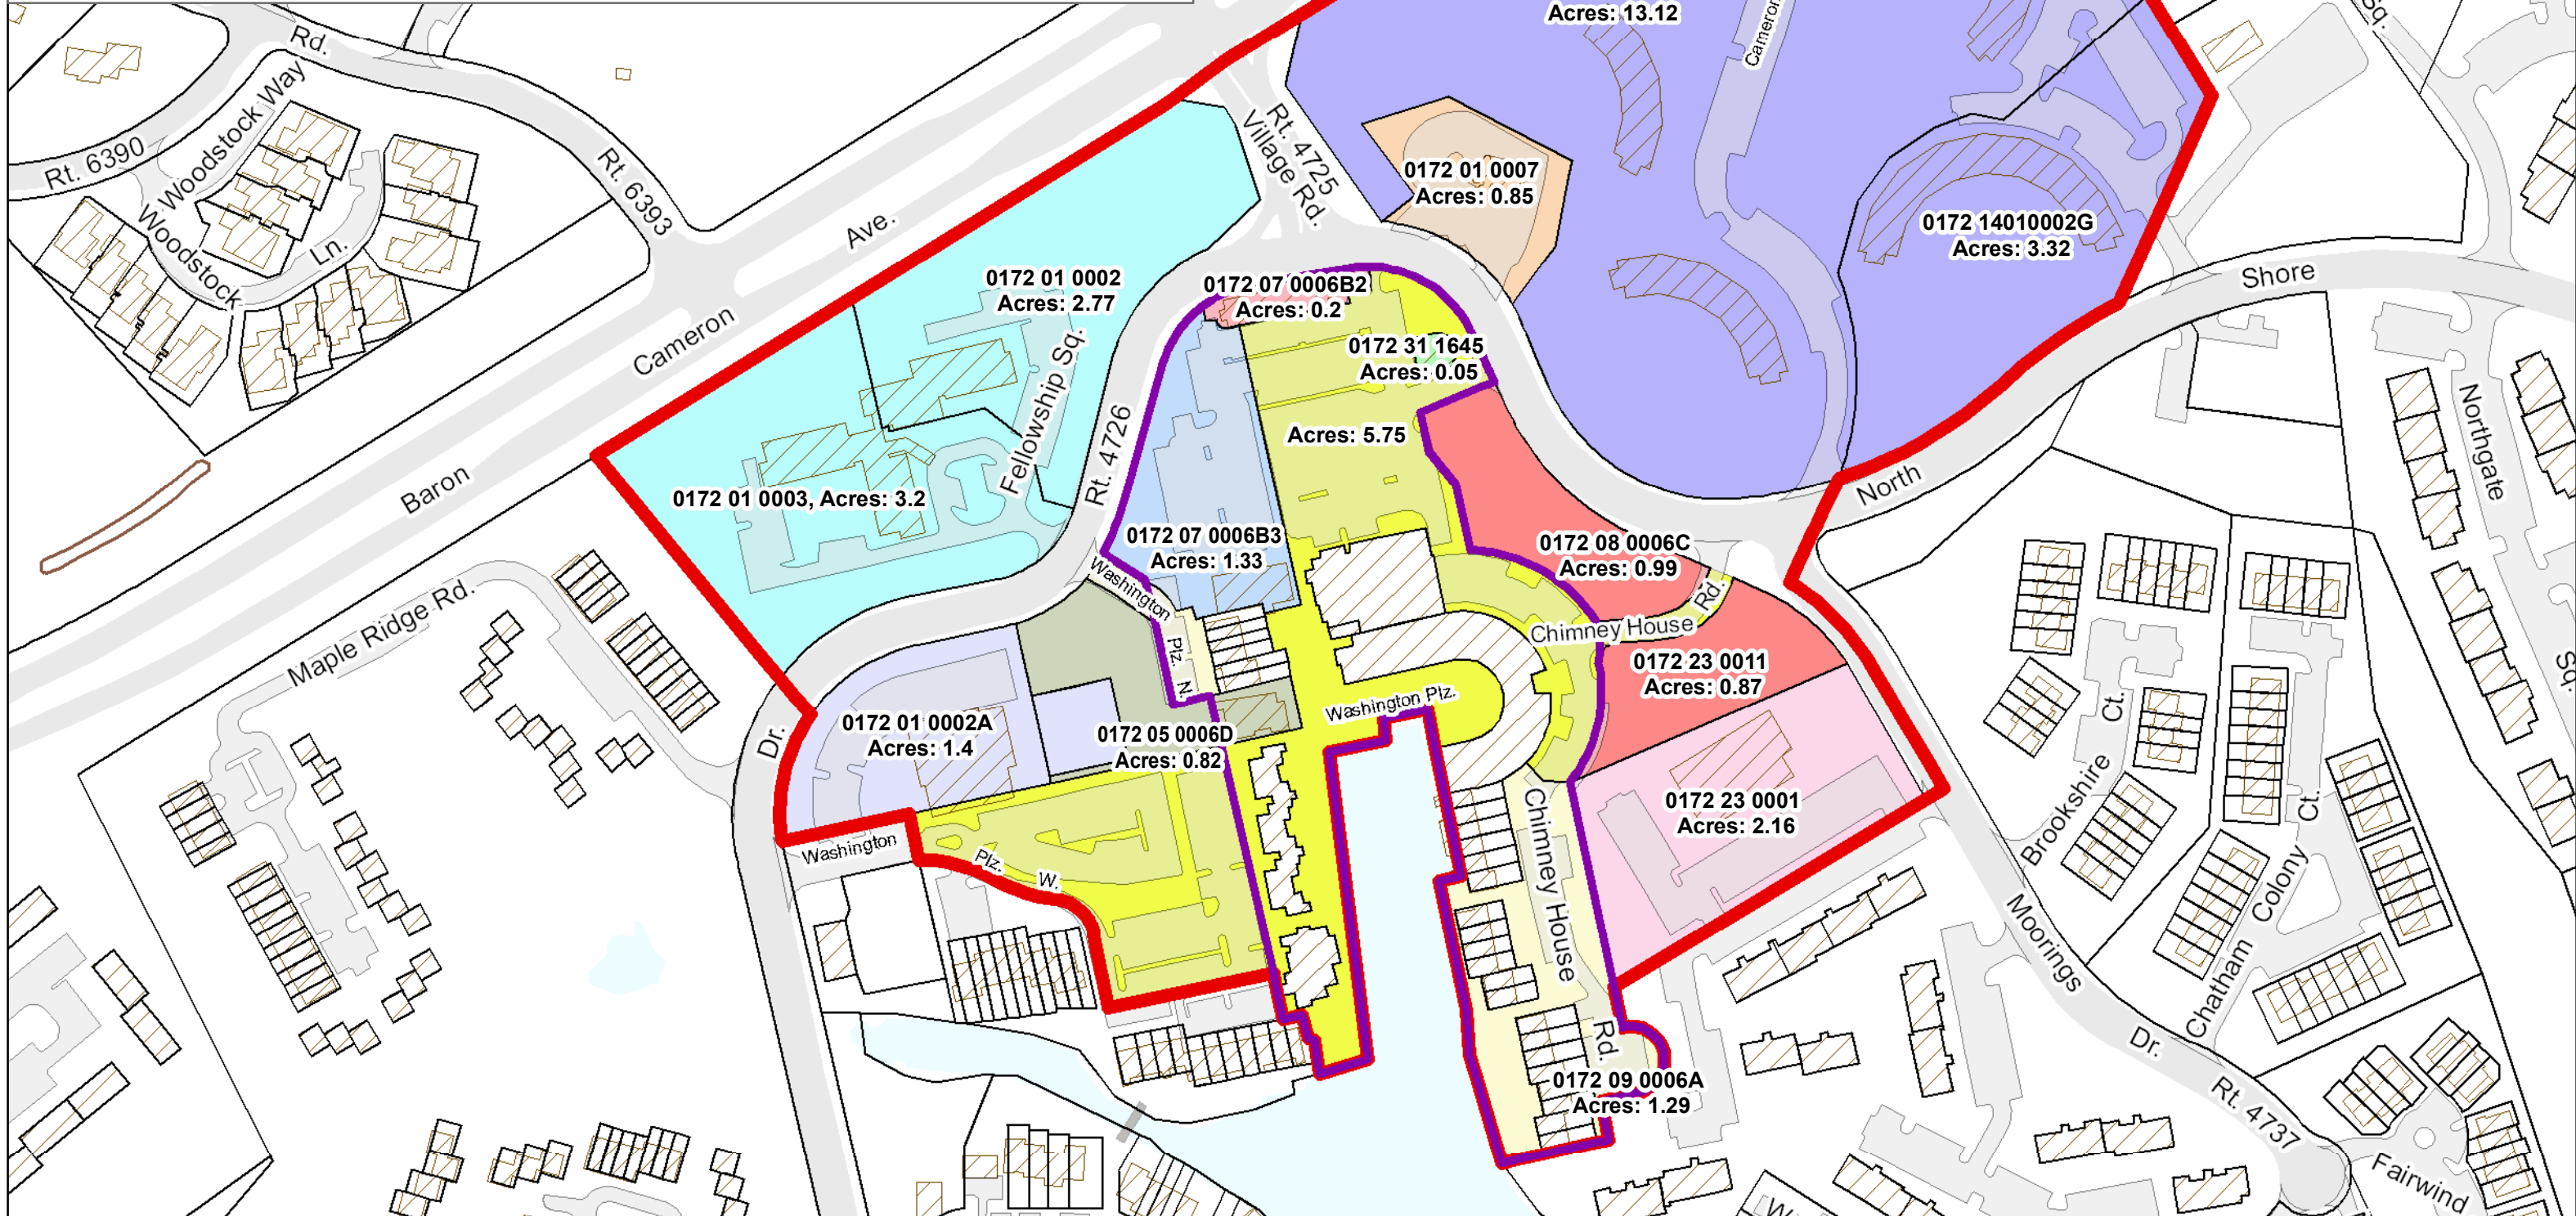 Acres: 13.12
Cameron
Sq.
Rd.
Woodstock Way
Rt. 6390
Rt. 6393
Woodstock
Ln.
Ave.
Cameron
Baron
Rt. 4725
Village Rd.
0172 01 0007
Acres: 0.85
0172 14010002G
Acres: 3.32
Shore
North
0172 01 0002
Acres: 2.77
0172 07 0006B2
Acres: 0.2
0172 31 1645
Acres: 0.05
Acres: 5.75
Fellowship Sq.
Rt. 4726
0172 01 0003, Acres: 3.2
0172 07 0006B3
Acres: 1.33
0172 08 0006C
Acres: 0.99
Northgate
Sq.
Maple Ridge Rd.
Washington
Plz.
N.
Chimney House
Rd.
0172 23 0011
Acres: 0.87
Washington Plz.
Dr.
0172 01 0002A
Acres: 1.4
0172 05 0006D
Acres: 0.82
0172 23 0001
Acres: 2.16
Brookshire
Ct.
Chatham
Colony
Ct.
Washington
Plz.
W.
Chimney House
Rd.
0172 09 0006A
Acres: 1.29
Moorings
Dr.
Rt. 4737
Fairwind